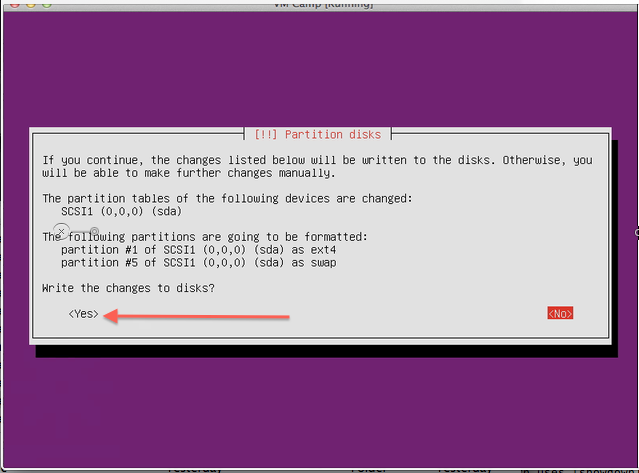 VM Camp [Running]
[!!] Partition disks
If you continue, the changes listed below will be written to the disks. Otherwise, you
will be able to make further changes manually.
The partition tables of the following devices are changed:
SCSI1 (0,0,0) (sda)
The following partitions are going to be formatted:
partition #1 of SCSI1 (0,0,0) (sda) as ext4
partition #5 of SCSI1 (0,0,0) (sda) as swap
Write the changes to disks?
<Yes> <No>
Yesterday Folder Yesterday